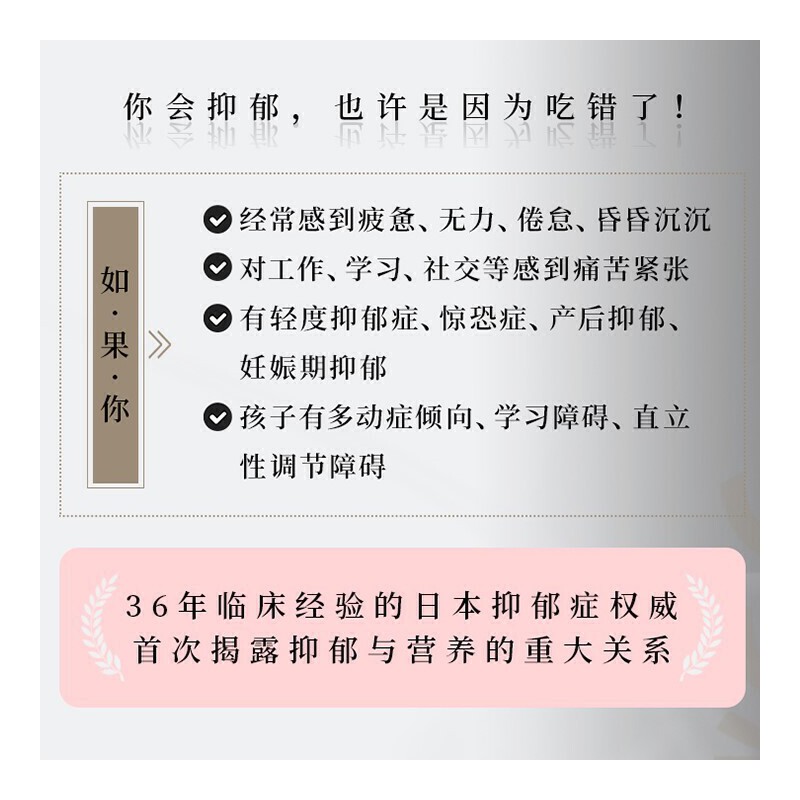 你会抑郁，也许是因为吃错了！
如·果·你
经常感到疲惫、无力、倦怠、昏昏沉沉
对工作、学习、社交等感到痛苦紧张
有轻度抑郁症、惊恐症、产后抑郁、
妊娠期抑郁
孩子有多动症倾向、学习障碍、直立
性调节障碍
36年临床经验的日本抑郁症权威
首次揭露抑郁与营养的重大关系